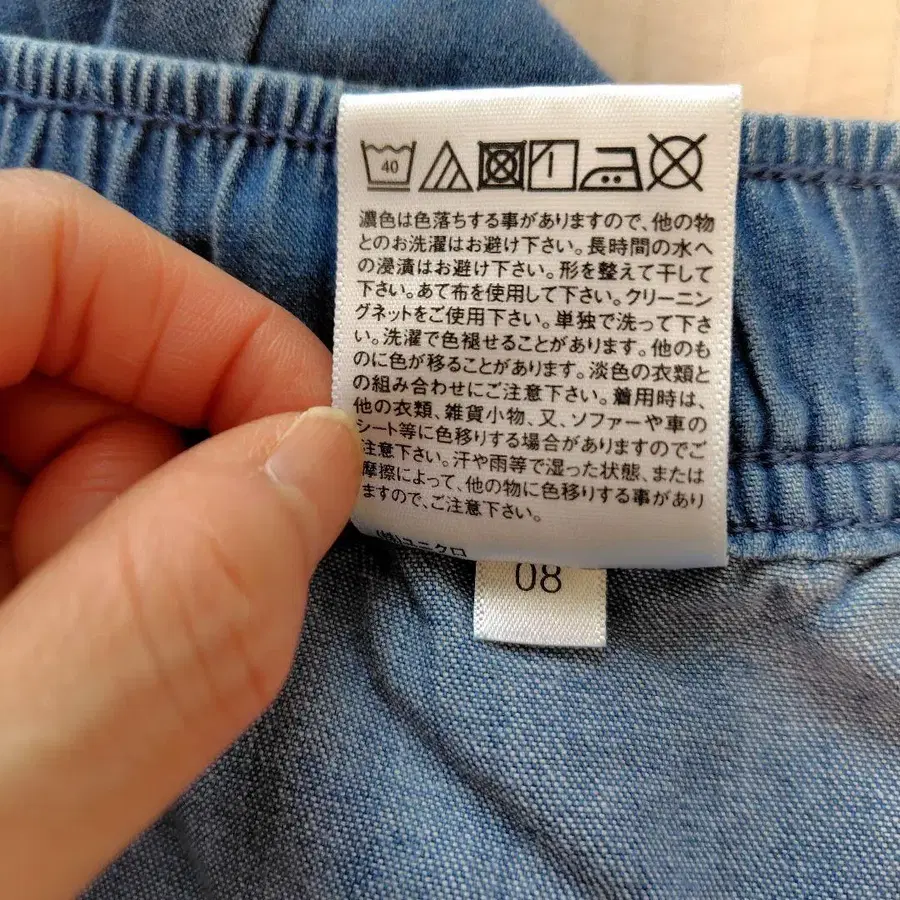 40
濃色は色落ちする事がありますので、他の物
とのお洗濯はお避け下さい。長時間の水へ
の浸漬はお避け下さい。形を整えて干して
下さい。あて布を使用して下さい。クリーニン
グネットをご使用下さい。単独で洗って下さ
い。洗濯で色褪せることがあります。他のも
のに色が移ることがあります。淡色の衣類と
の組み合わせにご注意下さい。着用時は、
他の衣類、雑貨小物、又、ソファーや車の
シート等に色移りする場合がありますのでご
注意下さい。汗や雨等で湿った状態、または
摩擦によって、他の物に色移りする事があり
ますので、ご注意下さい。
(株)ユニクロ
08